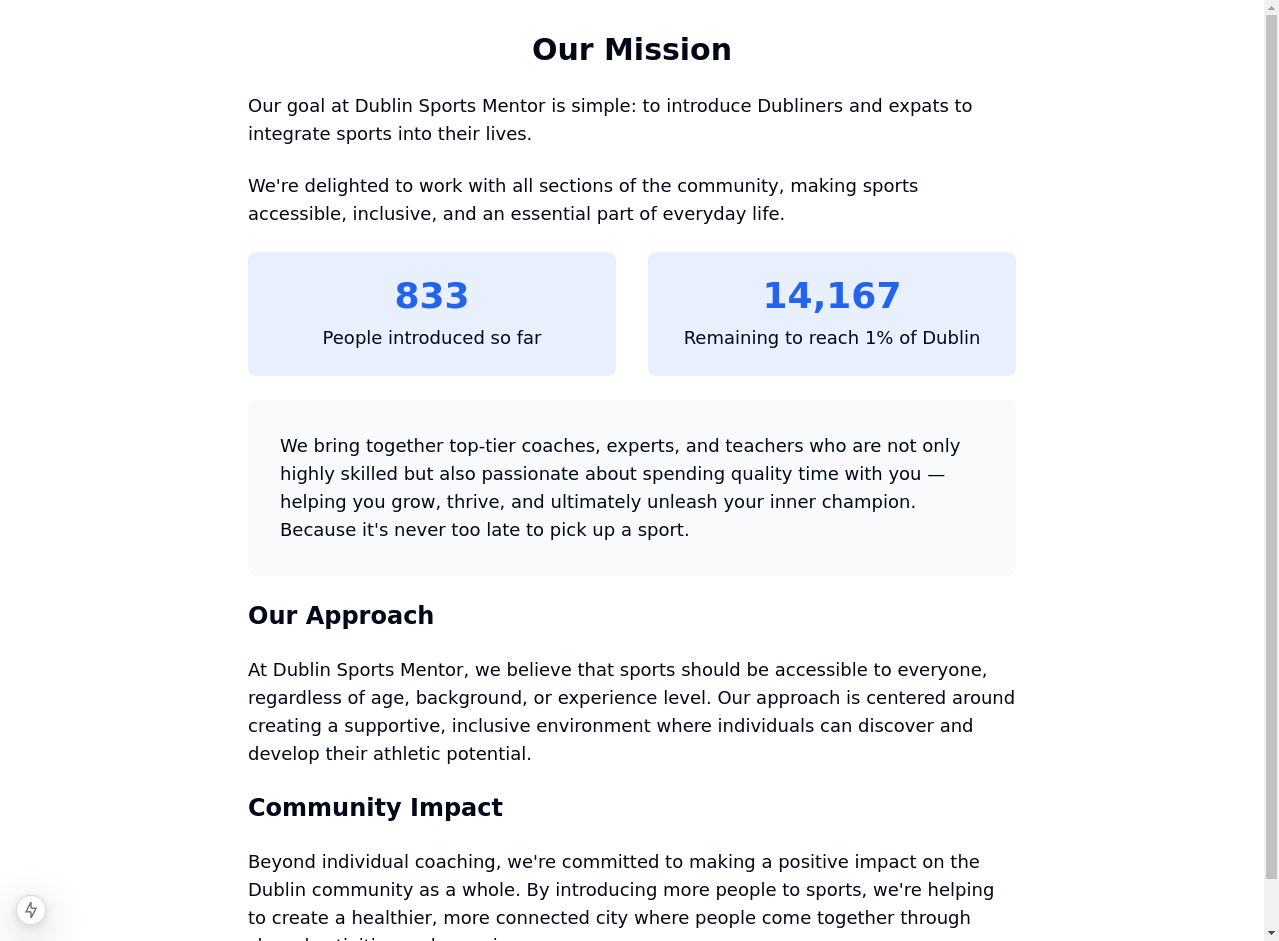 Our Mission
Our goal at Dublin Sports Mentor is simple: to introduce Dubliners and expats to
integrate sports into their lives.
We're delighted to work with all sections of the community, making sports
accessible, inclusive, and an essential part of everyday life.
833
People introduced so far
14,167
Remaining to reach 1% of Dublin
We bring together top-tier coaches, experts, and teachers who are not only
highly skilled but also passionate about spending quality time with you —
helping you grow, thrive, and ultimately unleash your inner champion.
Because it's never too late to pick up a sport.
Our Approach
At Dublin Sports Mentor, we believe that sports should be accessible to everyone,
regardless of age, background, or experience level. Our approach is centered around
creating a supportive, inclusive environment where individuals can discover and
develop their athletic potential.
Community Impact
Beyond individual coaching, we're committed to making a positive impact on the
Dublin community as a whole. By introducing more people to sports, we're helping
to create a healthier, more connected city where people come together through